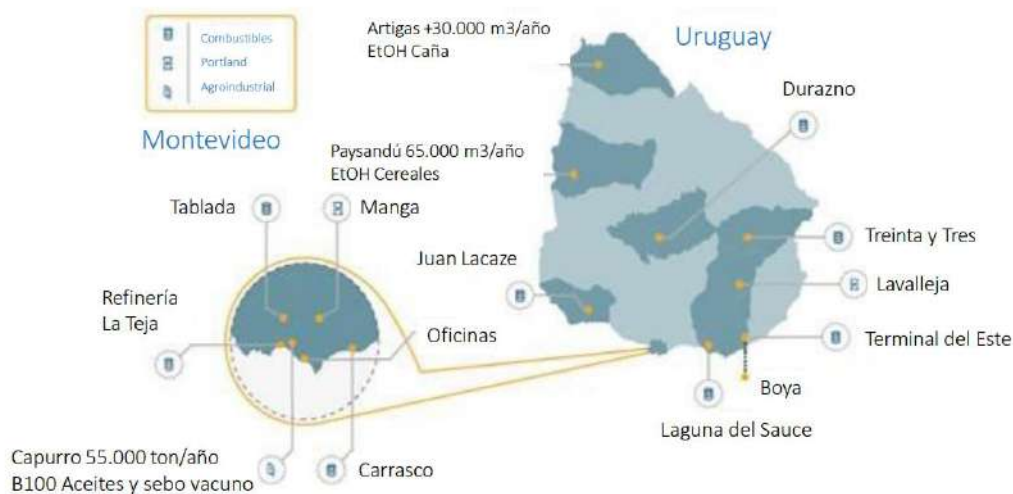 Combustibles
Portland
Agroindustrial
Montevideo
Artigas +30.000 m3/año
EtOH Caña
Uruguay
Durazno
Paysandú 65.000 m3/año
EtOH Cereales
Tablada
Manga
Treinta y Tres
Juan Lacaze
Lavalleja
Refinería
La Teja
Oficinas
Terminal del Este
Boya
Laguna del Sauce
Capurro 55.000 ton/año
B100 Aceites y sebo vacuno
Carrasco